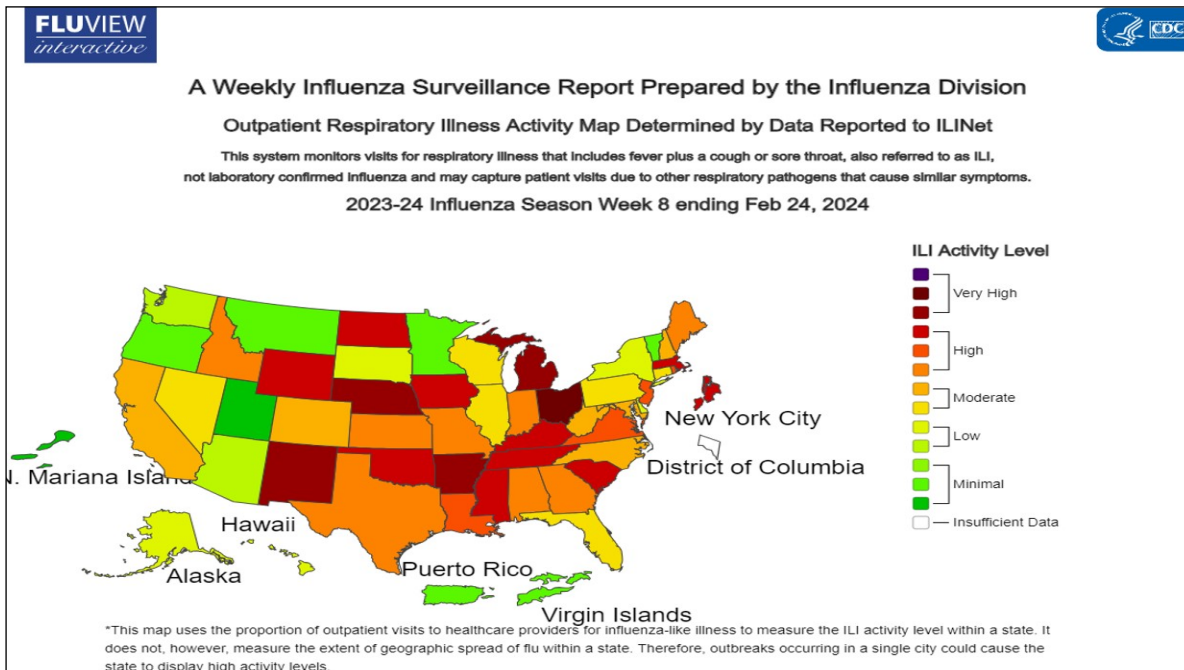 FLUVIEW
interactive
CDC
A Weekly Influenza Surveillance Report Prepared by the Influenza Division
Outpatient Respiratory Illness Activity Map Determined by Data Reported to ILINet
This system monitors visits for respiratory illness that includes fever plus a cough or sore throat, also referred to as ILI,
not laboratory confirmed influenza and may capture patient visits due to other respiratory pathogens that cause similar symptoms.
2023-24 Influenza Season Week 8 ending Feb 24, 2024
ILI Activity Level
Very High
High
Moderate
Low
Minimal
Insufficient Data
New York City
District of Columbia
N. Mariana Island
Hawaii
Alaska
Puerto Rico
Virgin Islands
*This map uses the proportion of outpatient visits to healthcare providers for influenza-like illness to measure the ILI activity level within a state. It
does not, however, measure the extent of geographic spread of flu within a state. Therefore, outbreaks occurring in a single city could cause the
state to display high activity levels.